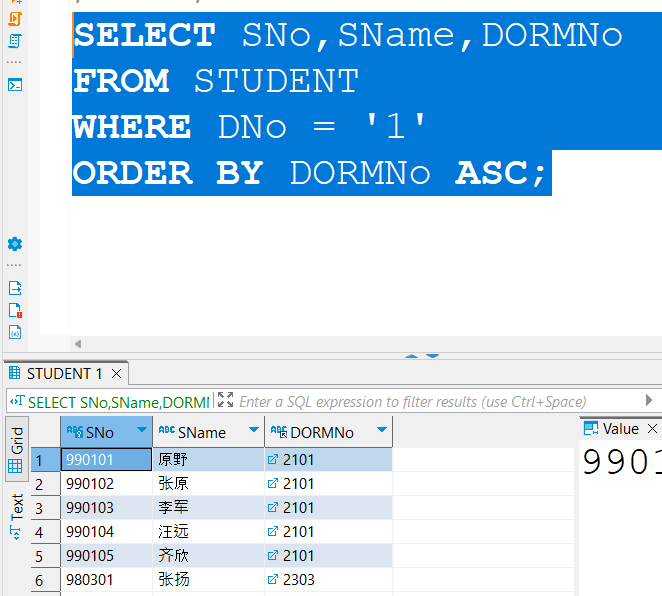 SELECT SNo,SName,DORMNo
FROM STUDENT
WHERE DNo = '1'
ORDER BY DORMNo ASC;
STUDENT 1
SELECT SNo,SName,DORMI Enter a SQL expression to filter results (use Ctrl+Space)
Grid
Text
SNo SName DORMNo
1 990101 原野 2101
2 990102 张原 2101
3 990103 李军 2101
4 990104 汪远 2101
5 990105 齐欣 2101
6 980301 张扬 2303
Value
9901